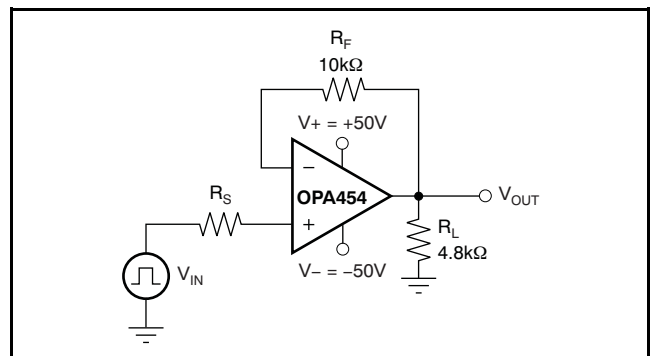 R_F
10kΩ
V+ = +50V
−
OPA454
+
R_S
V_IN
V− = −50V
V_OUT
R_L
4.8kΩ